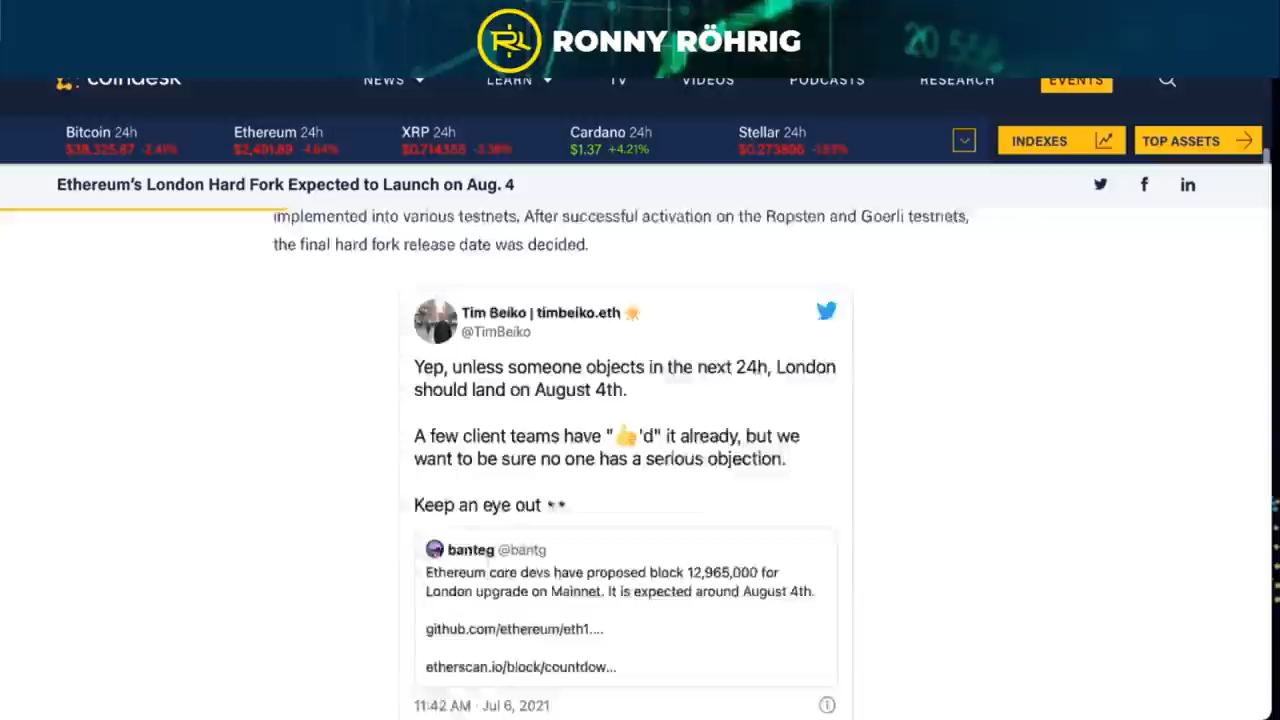 RONNY RÖHRIG
coindesk
NEWS LEARN TV VIDEOS PODCASTS RESEARCH EVENTS
Bitcoin 24h Ethereum 24h XRP 24h Cardano 24h Stellar 24h
$1.37 +4.21%
INDEXES TOP ASSETS
Ethereum's London Hard Fork Expected to Launch on Aug. 4
implemented into various testnets. After successful activation on the Ropsten and Goerli testnets,
the final hard fork release date was decided.
Tim Beiko | timbeiko.eth
@TimBeiko
Yep, unless someone objects in the next 24h, London
should land on August 4th.
A few client teams have "👍'd" it already, but we
want to be sure no one has a serious objection.
Keep an eye out 👀
banteg @bantg
Ethereum core devs have proposed block 12,965,000 for
London upgrade on Mainnet. It is expected around August 4th.
github.com/ethereum/eth1....
etherscan.io/block/countdow...
11:42 AM · Jul 6, 2021